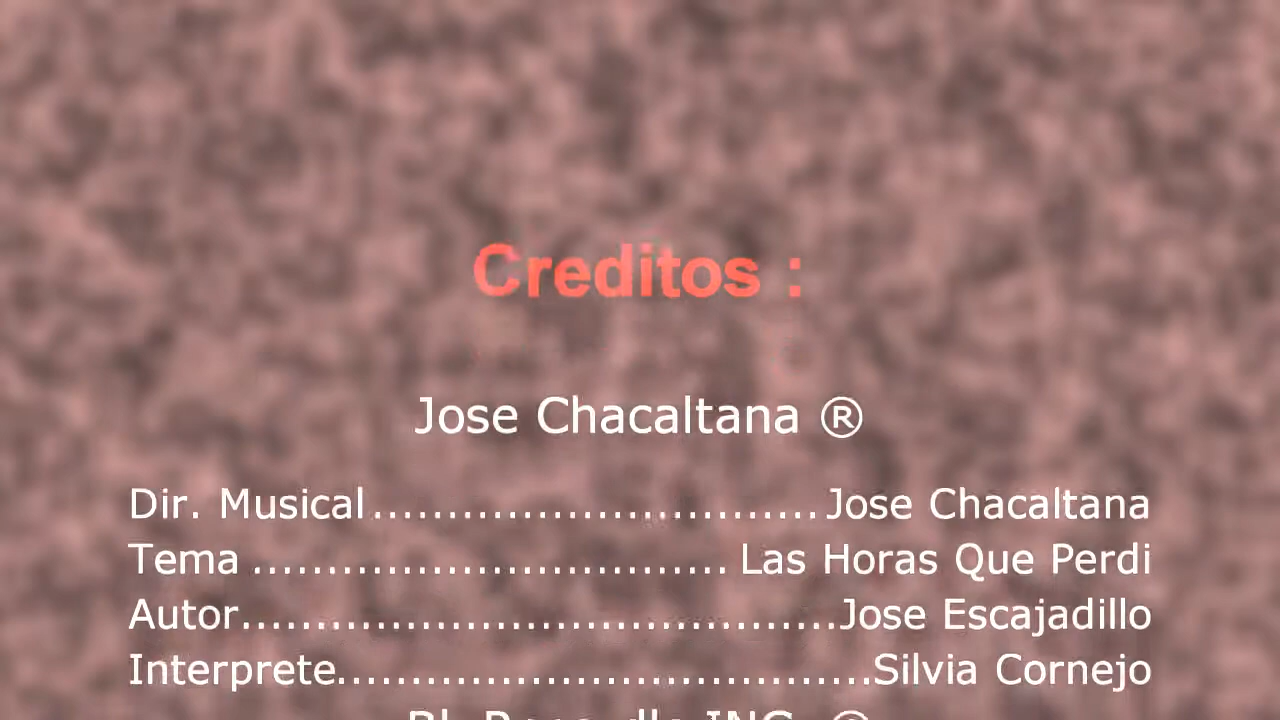 Creditos :
Jose Chacaltana ®
Dir. Musical..............................Jose Chacaltana
Tema ................................ Las Horas Que Perdi
Autor........................................Jose Escajadillo
Interprete....................................Silvia Cornejo